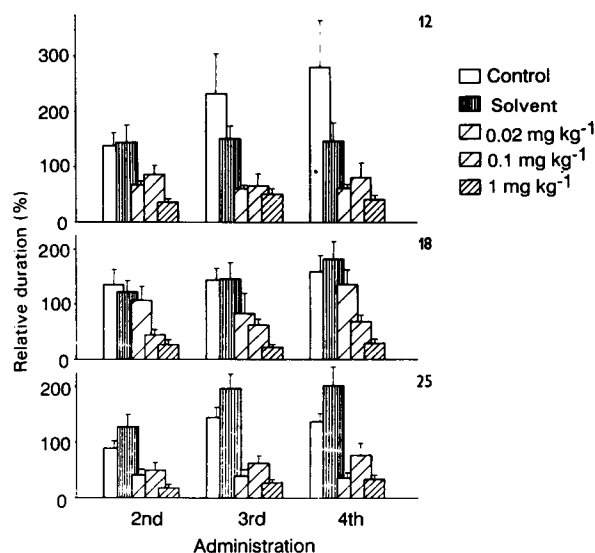 12
300
200
100
0
Relative duration (%)
Control
Solvent
0.02 mg kg-1
0.1 mg kg-1
1 mg kg-1
18
200
100
0
25
200
100
0
2nd 3rd 4th
Administration